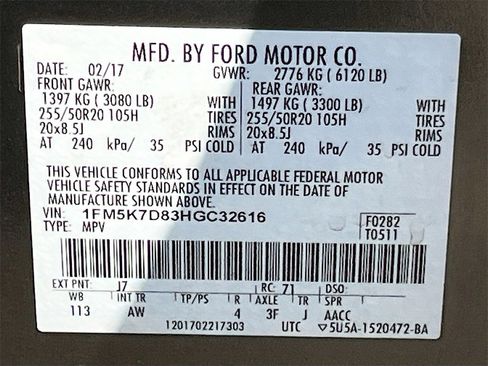 MFD. BY FORD MOTOR CO.
DATE: 02/17 GVWR: 2776 KG ( 6120 LB)
FRONT GAWR: REAR GAWR:
1397 KG ( 3080 LB) WITH 1497 KG ( 3300 LB) WITH
255/50R20 105H TIRES 255/50R20 105H TIRES
20x8.5J RIMS 20x8.5J RIMS
AT 240 kPa/ 35 PSI COLD AT 240 kPa/ 35 PSI COLD
THIS VEHICLE CONFORMS TO ALL APPLICABLE FEDERAL MOTOR
VEHICLE SAFETY STANDARDS IN EFFECT ON THE DATE OF
MANUFACTURE SHOWN ABOVE.
VIN: 1FM5K7D83HGC32616 F0282
TYPE: MPV T0511
EXT PNT: J7 RC: 71 DSO:
WB INT TR TP/PS R AXLE TR SPR
113 AW 4 3F J AACC
1201702217303 UTC ▽5U5A-1520472-BA